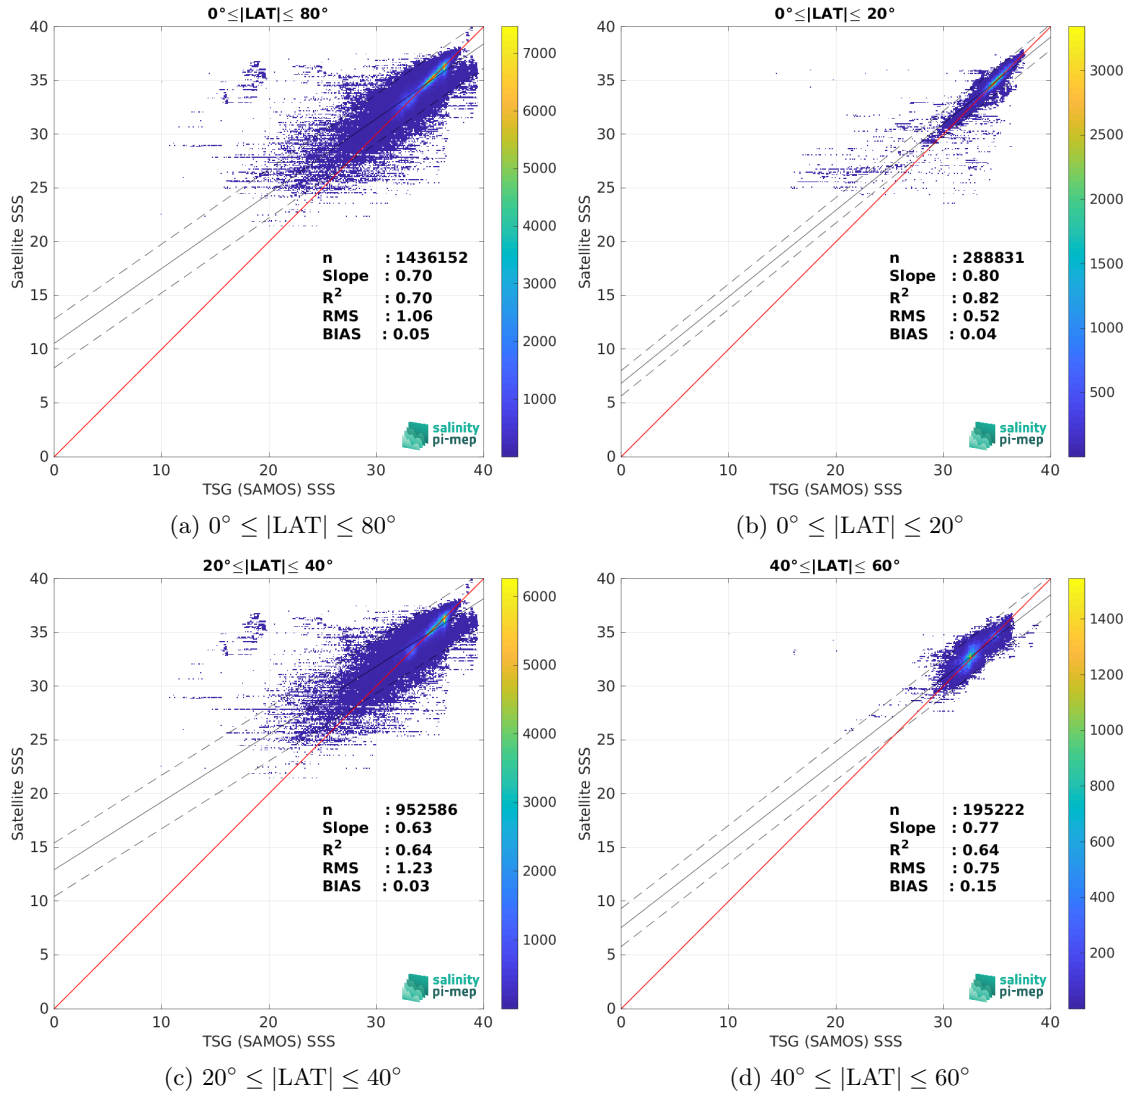 0°≤|LAT|≤ 80°
40
35
30
25
20
15
10
5
0
Satellite SSS
0
10
20
30
40
TSG (SAMOS) SSS
n : 1436152
Slope : 0.70
R² : 0.70
RMS : 1.06
BIAS : 0.05
salinity
pi-mep
7000
6000
5000
4000
3000
2000
1000
(a) 0° ≤ |LAT| ≤ 80°
0°≤|LAT|≤ 20°
40
35
30
25
20
15
10
5
0
Satellite SSS
0
10
20
30
40
TSG (SAMOS) SSS
n : 288831
Slope : 0.80
R² : 0.82
RMS : 0.52
BIAS : 0.04
salinity
pi-mep
3000
2500
2000
1500
1000
500
(b) 0° ≤ |LAT| ≤ 20°
20°≤|LAT|≤ 40°
40
35
30
25
20
15
10
5
0
Satellite SSS
0
10
20
30
40
TSG (SAMOS) SSS
n : 952586
Slope : 0.63
R² : 0.64
RMS : 1.23
BIAS : 0.03
salinity
pi-mep
6000
5000
4000
3000
2000
1000
(c) 20° ≤ |LAT| ≤ 40°
40°≤|LAT|≤ 60°
40
35
30
25
20
15
10
5
0
Satellite SSS
0
10
20
30
40
TSG (SAMOS) SSS
n : 195222
Slope : 0.77
R² : 0.64
RMS : 0.75
BIAS : 0.15
salinity
pi-mep
1400
1200
1000
800
600
400
200
(d) 40° ≤ |LAT| ≤ 60°